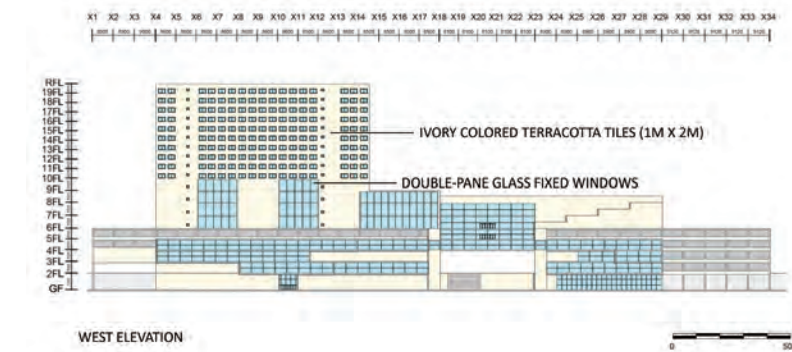 X1 X2 X3 X4 X5 X6 X7 X8 X9 X10 X11 X12 X13 X14 X15 X16 X17 X18 X19 X20 X21 X22 X23 X24 X25 X26 X27 X28 X29 X30 X31 X32 X33 X34
RFL
19FL
18FL
17FL
16FL
15FL
14FL
13FL
12FL
11FL
10FL
9FL
8FL
7FL
6FL
5FL
4FL
3FL
2FL
GF
IVORY COLORED TERRACOTTA TILES (1M X 2M)
DOUBLE-PANE GLASS FIXED WINDOWS
WEST ELEVATION
0 50